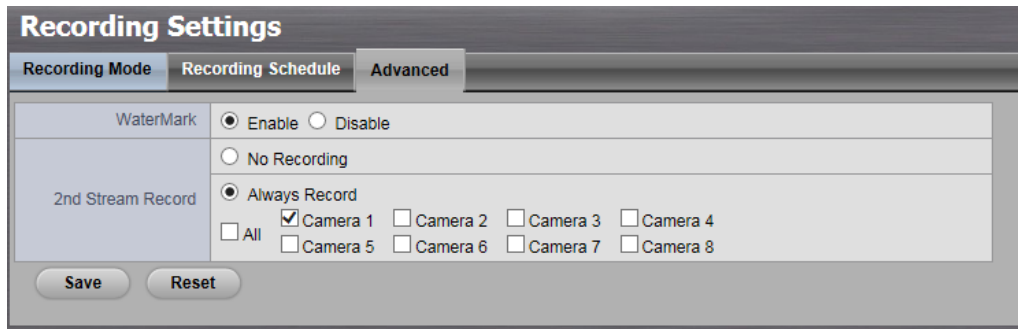 Recording Settings
Recording Mode Recording Schedule Advanced
WaterMark Enable Disable
No Recording
2nd Stream Record Always Record
All Camera 1 Camera 2 Camera 3 Camera 4
Camera 5 Camera 6 Camera 7 Camera 8
Save Reset